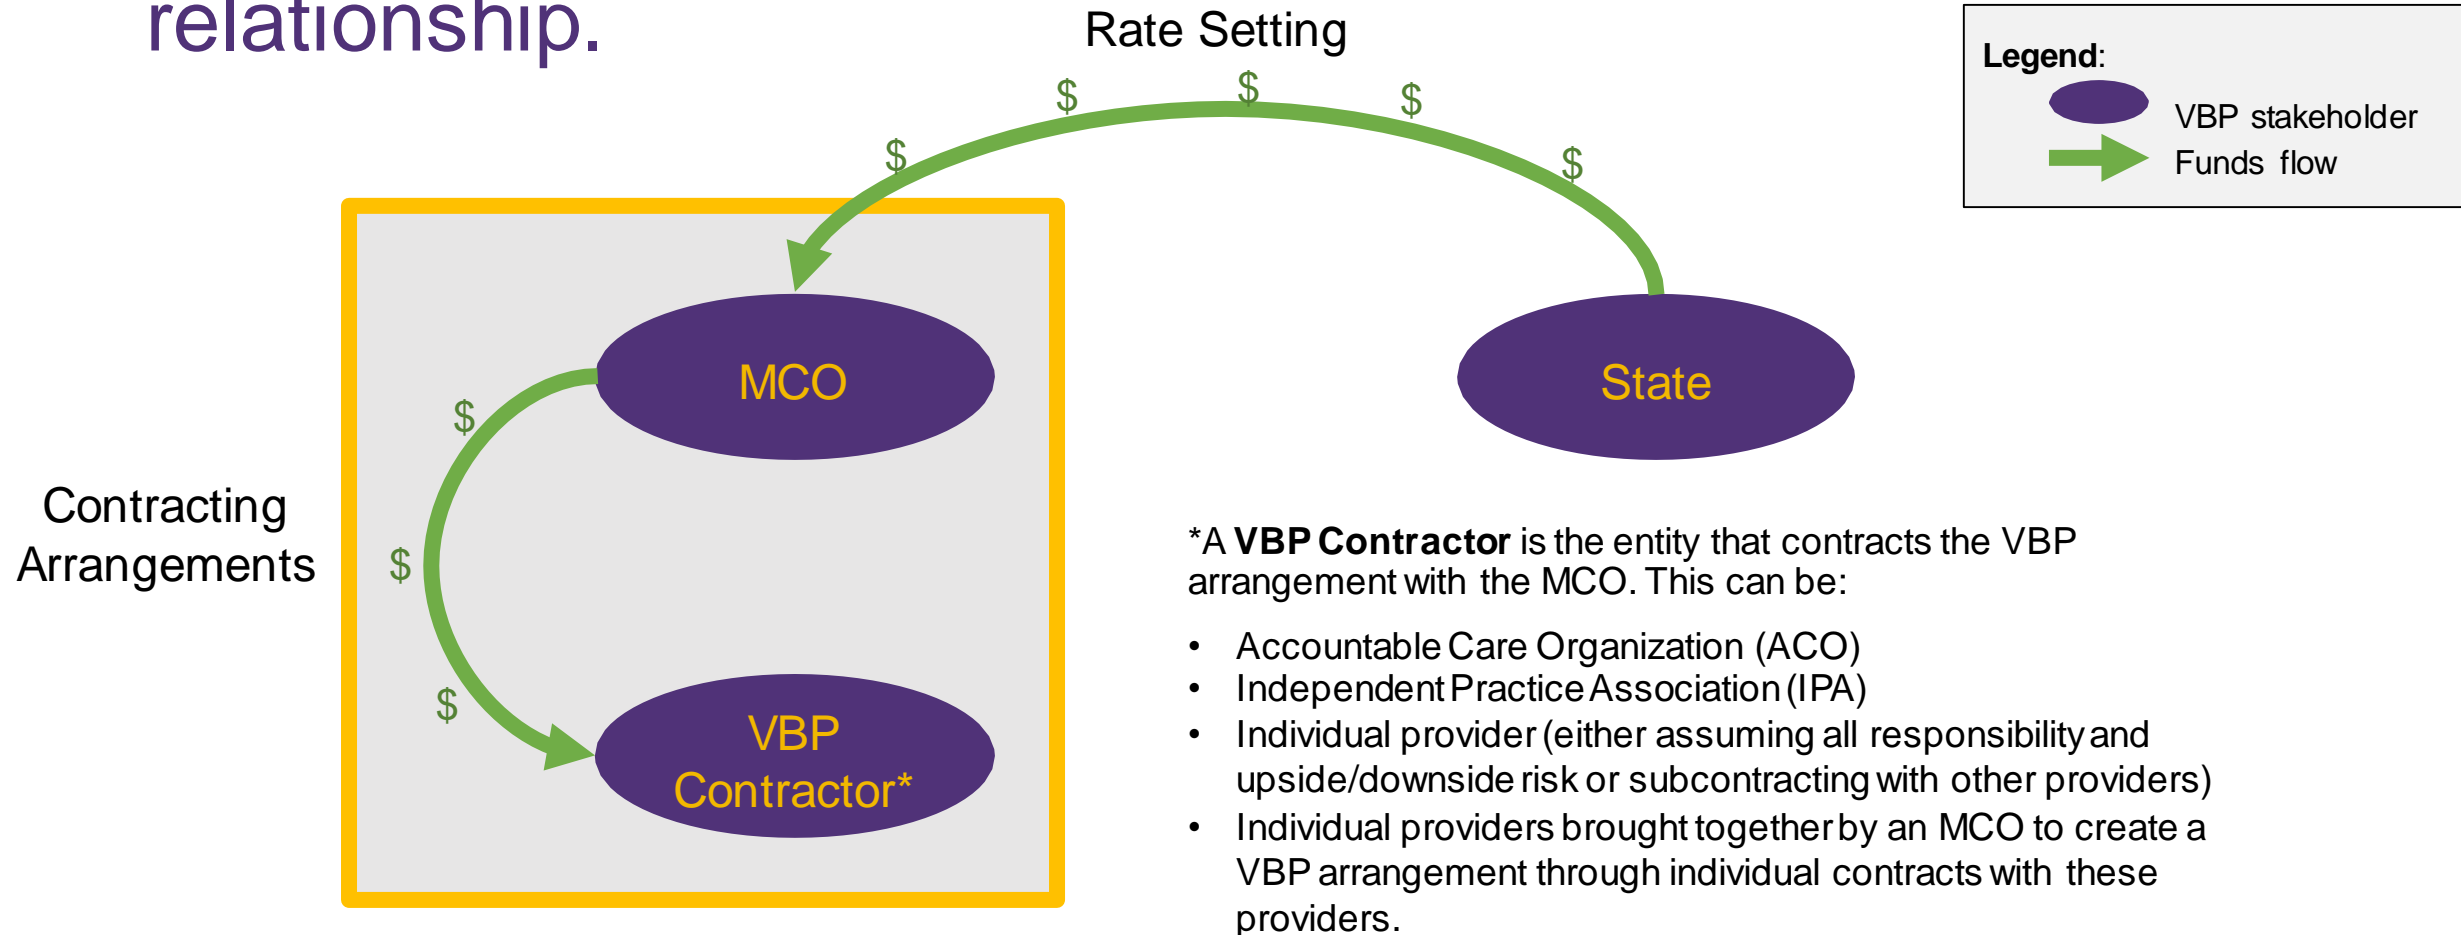 relationship.
Rate Setting
$
$
$
$
$
Legend:
VBP stakeholder
Funds flow
MCO
State
$
$
$
Contracting
Arrangements
VBP
Contractor*
*A VBP Contractor is the entity that contracts the VBP
arrangement with the MCO. This can be:
• Accountable Care Organization (ACO)
• Independent Practice Association (IPA)
• Individual provider (either assuming all responsibility and
upside/downside risk or subcontracting with other providers)
• Individual providers brought together by an MCO to create a
VBP arrangement through individual contracts with these
providers.